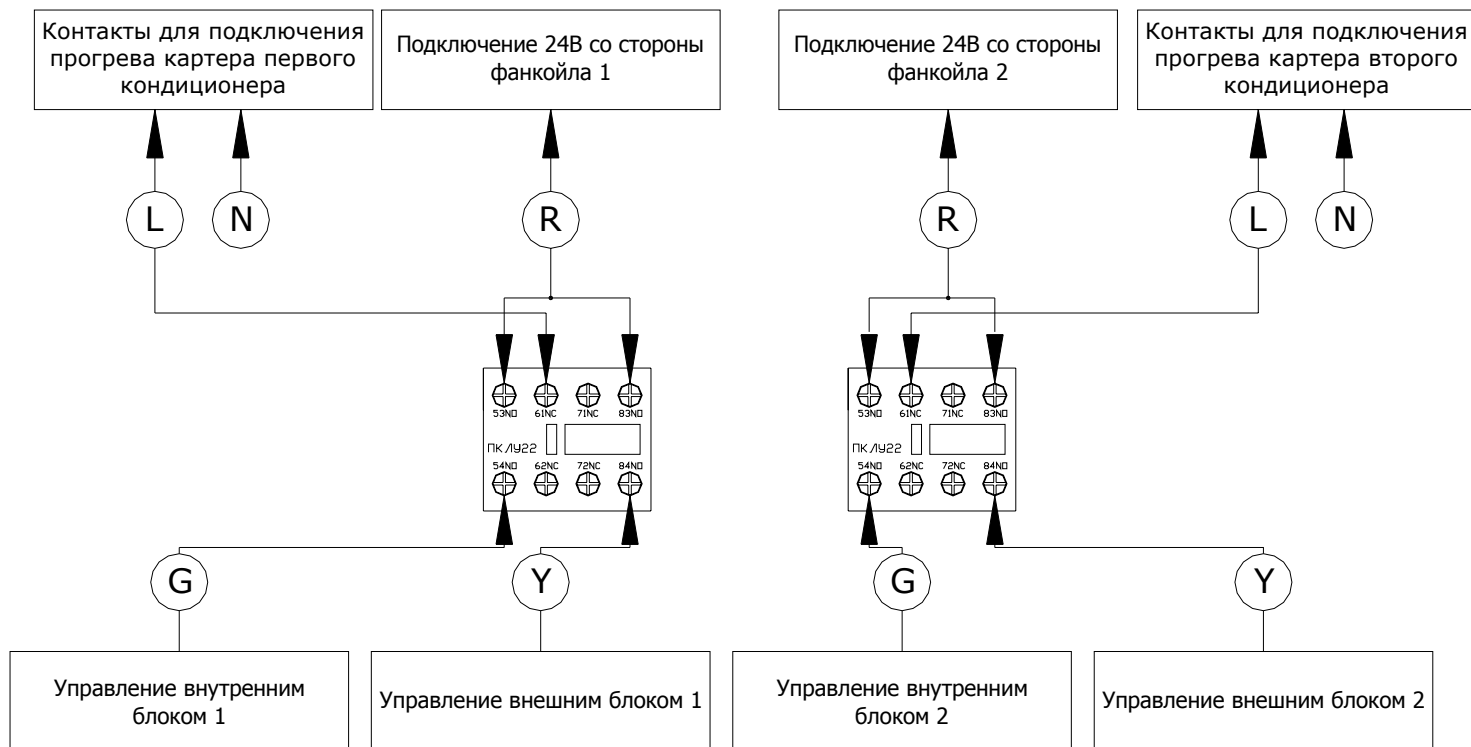 Контакты для подключения
прогрева картера первого
кондиционера
Подключение 24В со стороны
фанкойла 1
Подключение 24В со стороны
фанкойла 2
Контакты для подключения
прогрева картера второго
кондиционера
L
N
R
R
L
N
53NO 61NC 71NC 83NO
ПКЛУ22
54NO 62NC 72NC 84NO
53NO 61NC 71NC 83NO
ПКЛУ22
54NO 62NC 72NC 84NO
G
Y
G
Y
Управление внутренним
блоком 1
Управление внешним блоком 1
Управление внутренним
блоком 2
Управление внешним блоком 2